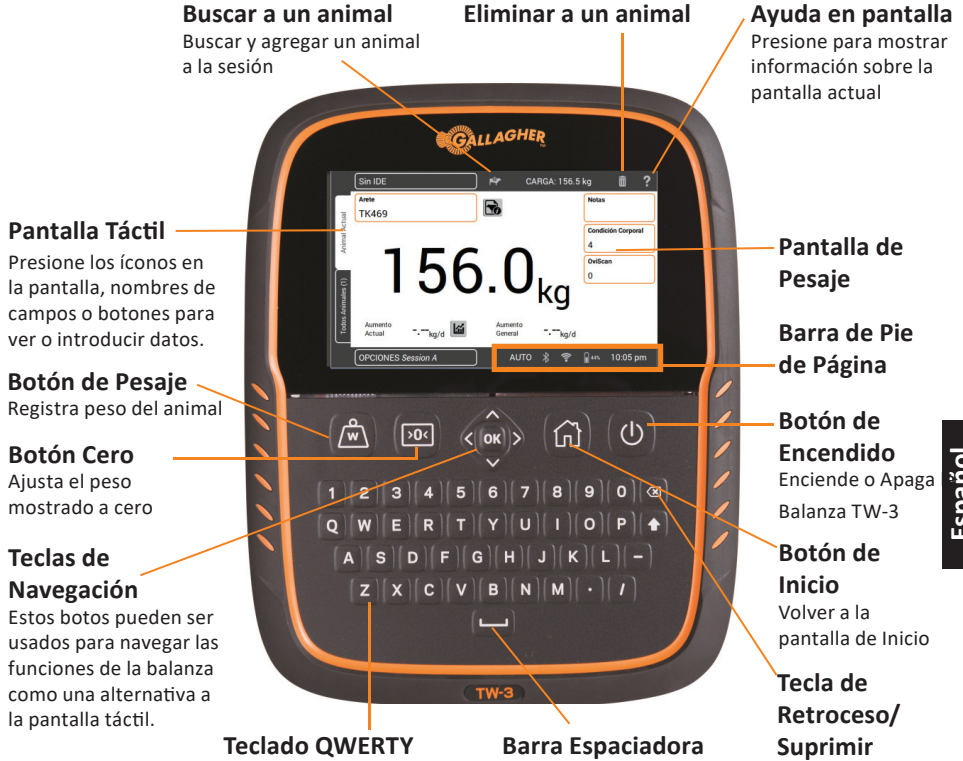 Buscar a un animal
Buscar y agregar un animal
a la sesión
Eliminar a un animal
Ayuda en pantalla
Presione para mostrar
información sobre la
pantalla actual
GALLAGHER
Sin IDE
CARGA: 156.5 kg
?
Arete
TK469
Notas
Condición Corporal
4
OviScan
0
Animal Actual
Todos Animales (1)
156.0kg
Aumento
Actual
-.--kg/d
Aumento
General
-.--kg/d
OPCIONES Session A
AUTO
44%
10:05 pm
Pantalla Táctil
Presione los íconos en
la pantalla, nombres de
campos o botones para
ver o introducir datos.
Botón de Pesaje
Registra peso del animal
Botón Cero
Ajusta el peso
mostrado a cero
Teclas de
Navegación
Estos botos pueden ser
usados para navegar las
funciones de la balanza
como una alternativa a
la pantalla táctil.
Pantalla de
Pesaje
Barra de Pie
de Página
Botón de
Encendido
Enciende o Apaga
Balanza TW-3
Botón de
Inicio
Volver a la
pantalla de Inicio
Tecla de
Retroceso/
Suprimir
Español
W
>0<
OK
1 2 3 4 5 6 7 8 9 0
Q W E R T Y U I O P
A S D F G H J K L -
Z X C V B N M . /
TW-3
Teclado QWERTY
Barra Espaciadora